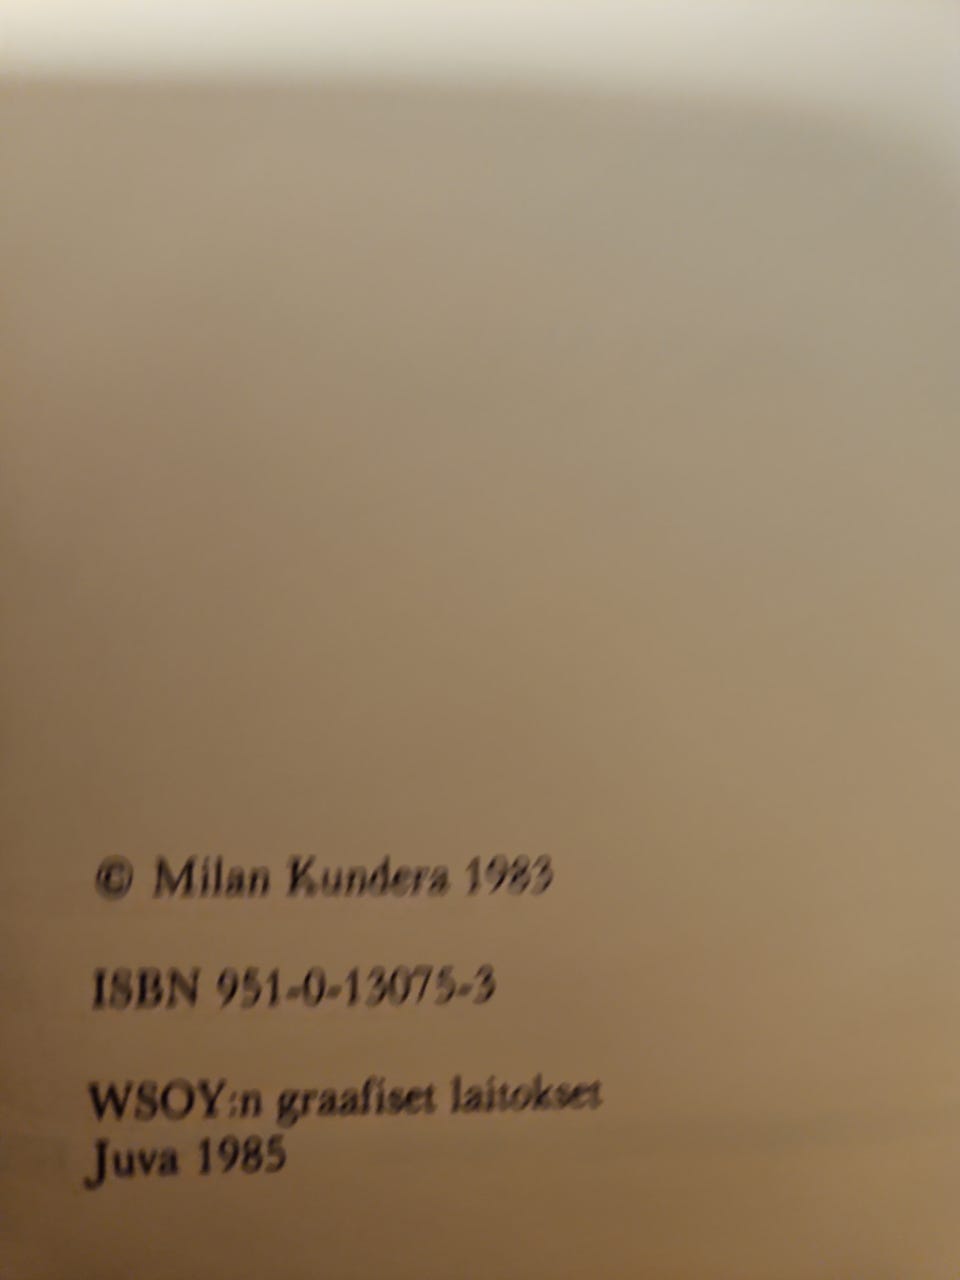 © Milan Kundera 1983
ISBN 951-0-13075-3
WSOY:n graafiset laitokset
Juva 1985